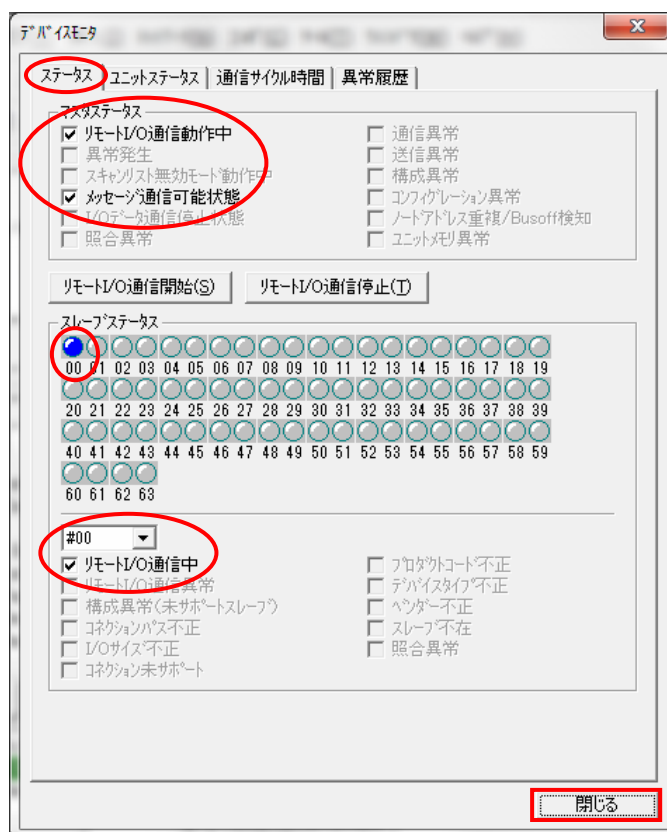 デバイスモニタ
ステータス ユニットステータス 通信サイクル時間 異常履歴
マスタステータス
リモートI/O通信動作中 通信異常
異常発生 送信異常
スキャンリスト無効モード動作中 構成異常
メッセージ通信可能状態 コンフィグレーション異常
I/Oデータ通信停止状態 ノードアドレス重複/Busoff検知
照合異常 ユニットメモリ異常
リモートI/O通信開始(S) リモートI/O通信停止(T)
スレーブステータス
00 01 02 03 04 05 06 07 08 09 10 11 12 13 14 15 16 17 18 19
20 21 22 23 24 25 26 27 28 29 30 31 32 33 34 35 36 37 38 39
40 41 42 43 44 45 46 47 48 49 50 51 52 53 54 55 56 57 58 59
60 61 62 63
#00
リモートI/O通信中 プロダクトコード不正
リモートI/O通信異常 デバイスタイプ不正
構成異常(未サポートスレーブ) ベンダー不正
コネクションパス不正 スレーブ不在
I/Oサイズ不正 照合異常
コネクション未サポート
閉じる